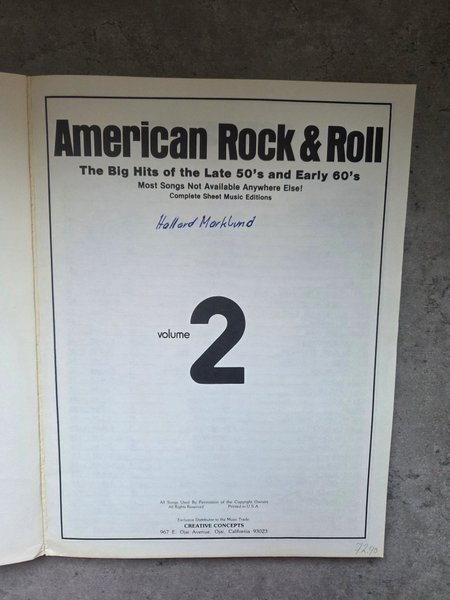 American Rock & Roll
The Big Hits of the Late 50's and Early 60's
Most Songs Not Available Anywhere Else!
Complete Sheet Music Editions
Hallard Marklund
volume 2
All Songs Used By Permission of the Copyright Owners
All Rights Reserved Printed in U.S.A.
Exclusive Distributor to the Music Trade:
CREATIVE CONCEPTS
967 E. Ojai Avenue, Ojai, California 93023